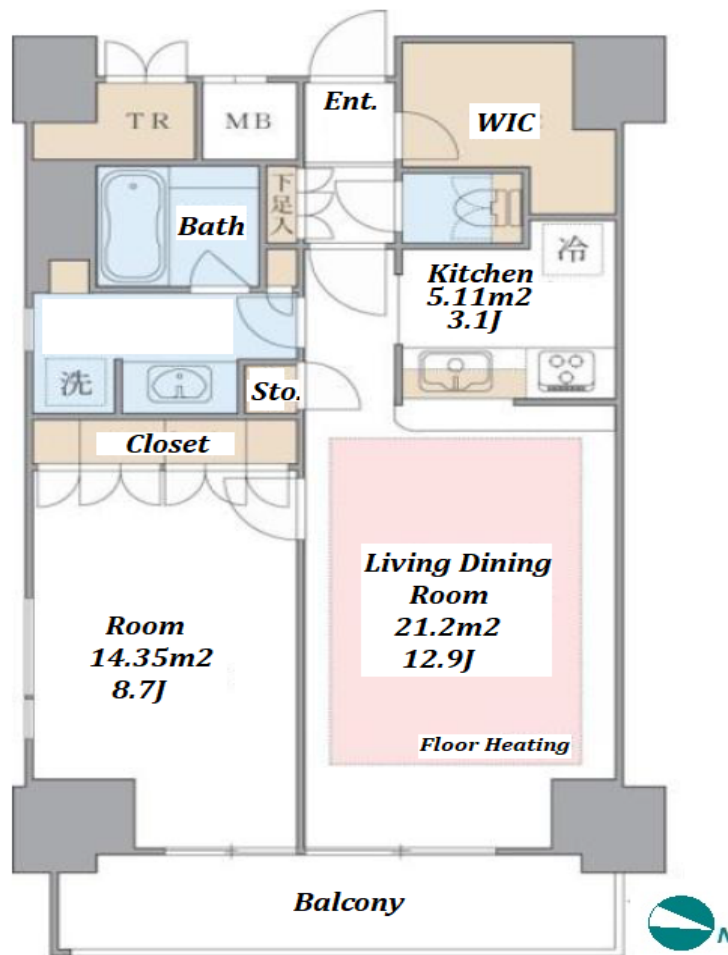 Ent.
WIC
TR
MB
下足入
Bath
冷
Kitchen
5.11m2
3.1J
洗
Sto.
Closet
Living Dining
Room
21.2m2
12.9J
Room
14.35m2
8.7J
Floor Heating
Balcony
N